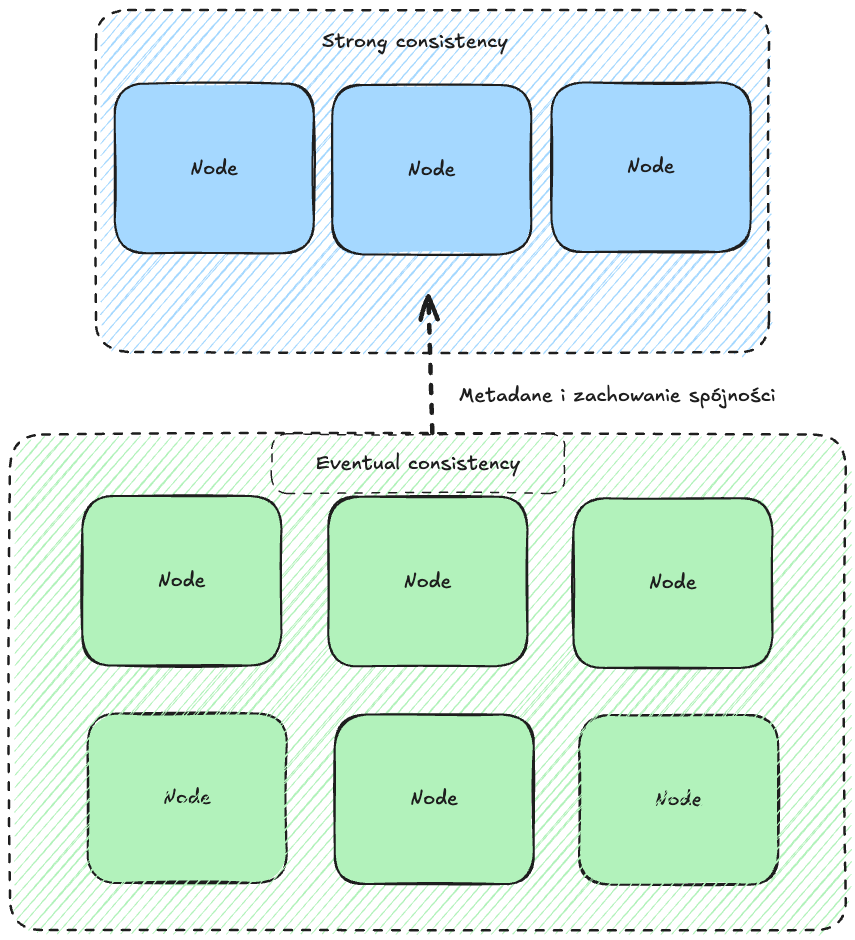 Strong consistency
Node
Node
Node
Metadane i zachowanie spójności
Eventual consistency
Node
Node
Node
Node
Node
Node